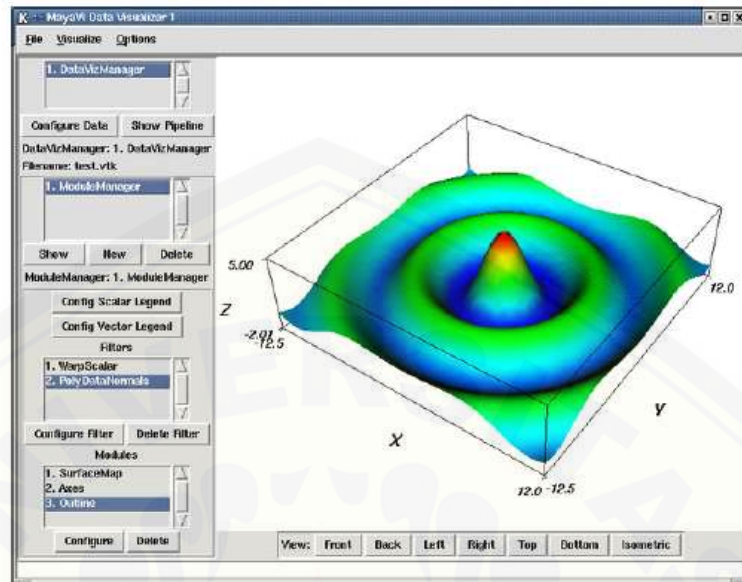 MayaVi Data Visualizer 1
File Visualize Options
1. DataVizManager
Configure Data Show Pipeline
DataVizManager: 1. DataVizManager
Filename: test.vtk
1. ModuleManager
Show New Delete
ModuleManager: 1. ModuleManager
Config Scalar Legend
Config Vector Legend
Filters
1. WarpScalar
2. PolyDataNormals
Configure Filter Delete Filter
Modules
1. SurfaceMap
2. Axes
3. Outline
Configure Delete
5.00
Z
-2.01
-12.5
X
12.0
-12.5
Y
12.0
View: Front Back Left Right Top Bottom Isometric